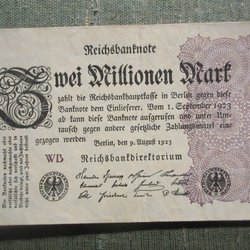 Reichsbanknote
Zwei Millionen Mark
zahlt die Reichsbankhauptkasse in Berlin gegen diese
Banknote dem Einlieferer. Vom 1. September 1923
ab kann diese Banknote aufgerufen und unter Um-
tausch gegen andere gesetzliche Zahlungsmittel ein-
gezogen werden
Berlin, den 9. August 1923
WB
Reichsbankdirektorium